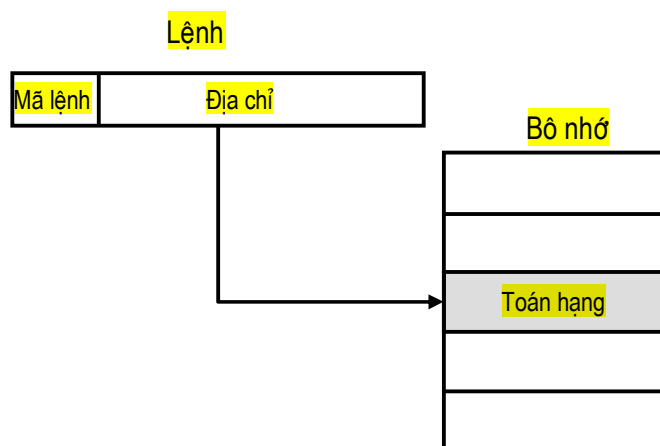 Lệnh
Mã lệnh
Địa chỉ
Bô nhớ
Toán hạng